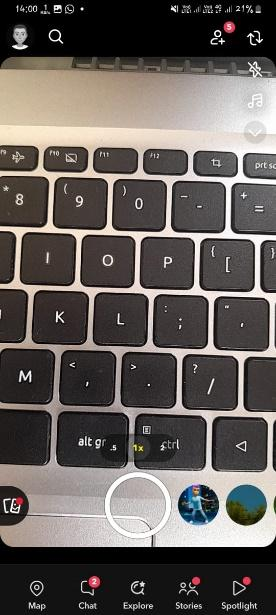 14:00
21%
5
f9
f10
f11
f12
prt sc
* 8
( 9
) 0
_ -
+ =
I
O
P
{ [
}
K
L
: ;
" '
M
< ,
> .
? /
alt gr
ctrl
.5 1x 2
2
Map
Chat
Explore
Stories
Spotlight